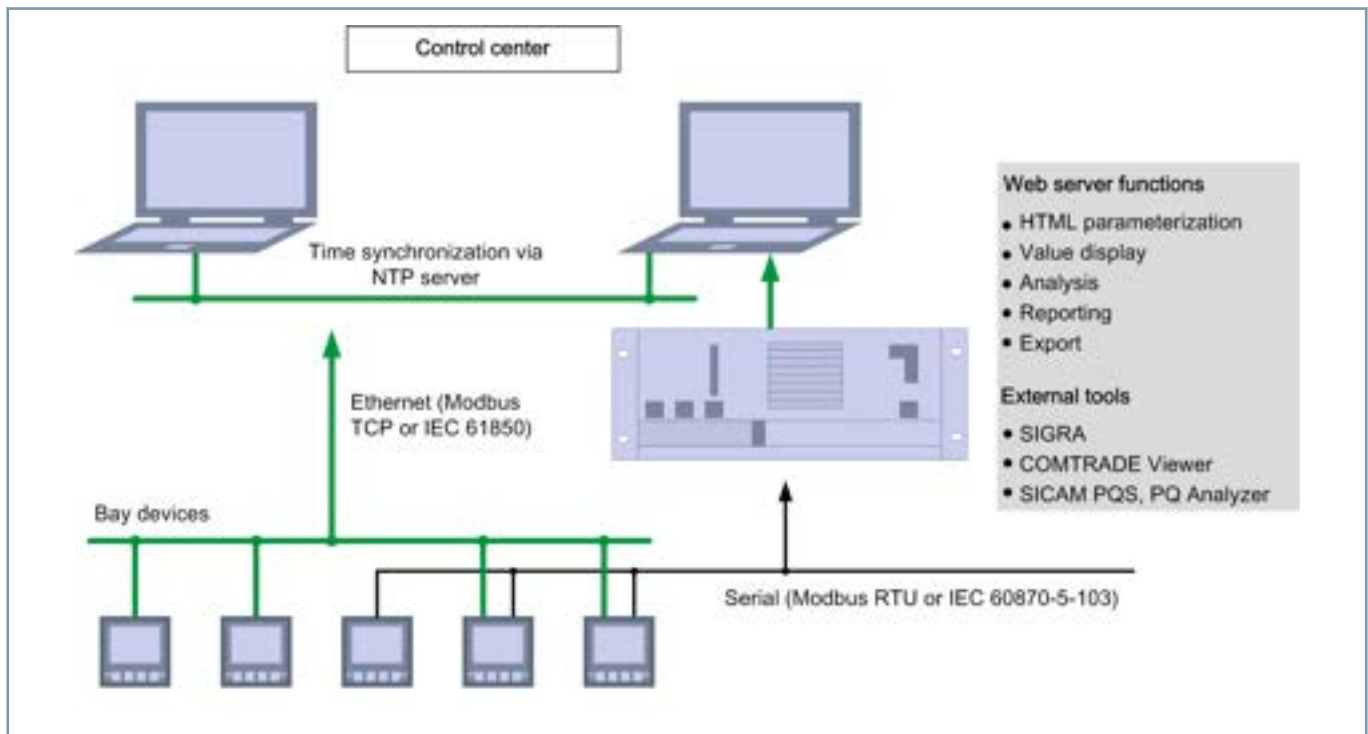 Control center
Time synchronization via
NTP server
Ethernet (Modbus
TCP or IEC 61850)
Bay devices
Serial (Modbus RTU or IEC 60870-5-103)
Web server functions
• HTML parameterization
• Value display
• Analysis
• Reporting
• Export
External tools
• SIGRA
• COMTRADE Viewer
• SICAM PQS, PQ Analyzer